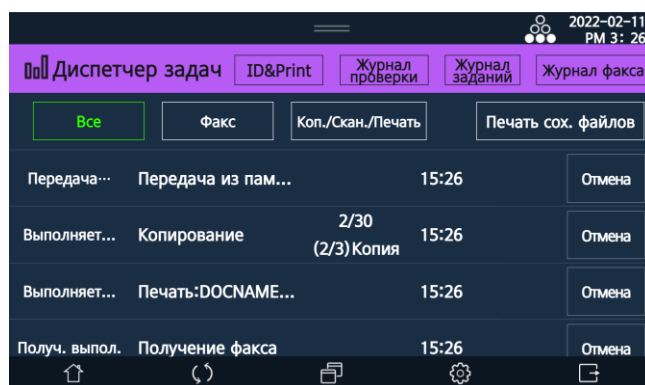 2022-02-11
PM 3: 26
Диспетчер задач
ID&Print
Журнал
проверки
Журнал
заданий
Журнал факса
Все
Факс
Коп./Скан./Печать
Печать сох. файлов
Передача…
Передача из пам...
15:26
Отмена
Выполняет...
Копирование
2/30
(2/3) Копия
15:26
Отмена
Выполняет...
Печать:DOCNAME...
15:26
Отмена
Получ. выпол.
Получение факса
15:26
Отмена